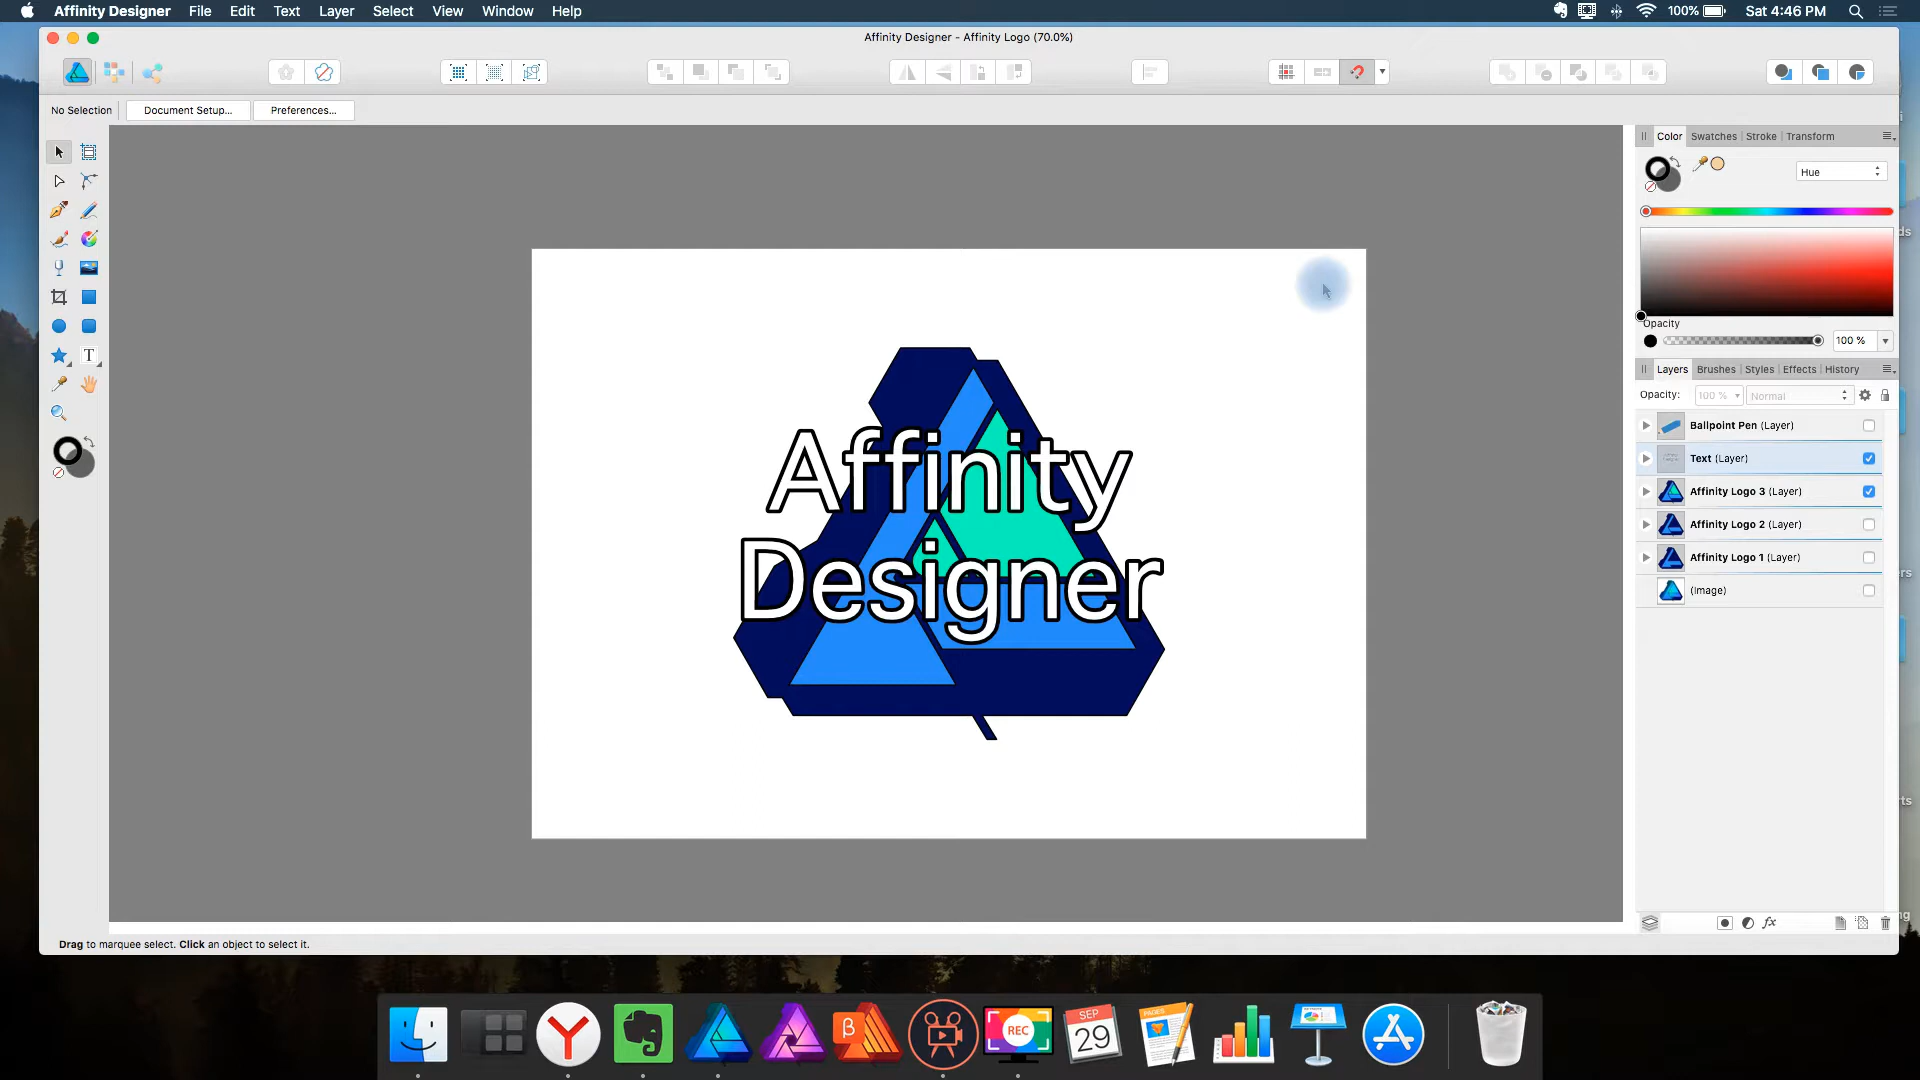 Affinity Designer File Edit Text Layer Select View Window Help 100% Sat 4:46 PM
Affinity Designer - Affinity Logo (70.0%)
No Selection Document Setup... Preferences...
Color Swatches Stroke Transform
Hue
Opacity
100 %
Layers Brushes Styles Effects History
Opacity: 100 % Normal
Ballpoint Pen (Layer)
Text (Layer)
Affinity Logo 3 (Layer)
Affinity Logo 2 (Layer)
Affinity Logo 1 (Layer)
(Image)
fx
T
Affinity
Designer
Drag to marquee select. Click an object to select it.
β
REC
SEP
29
PAGES